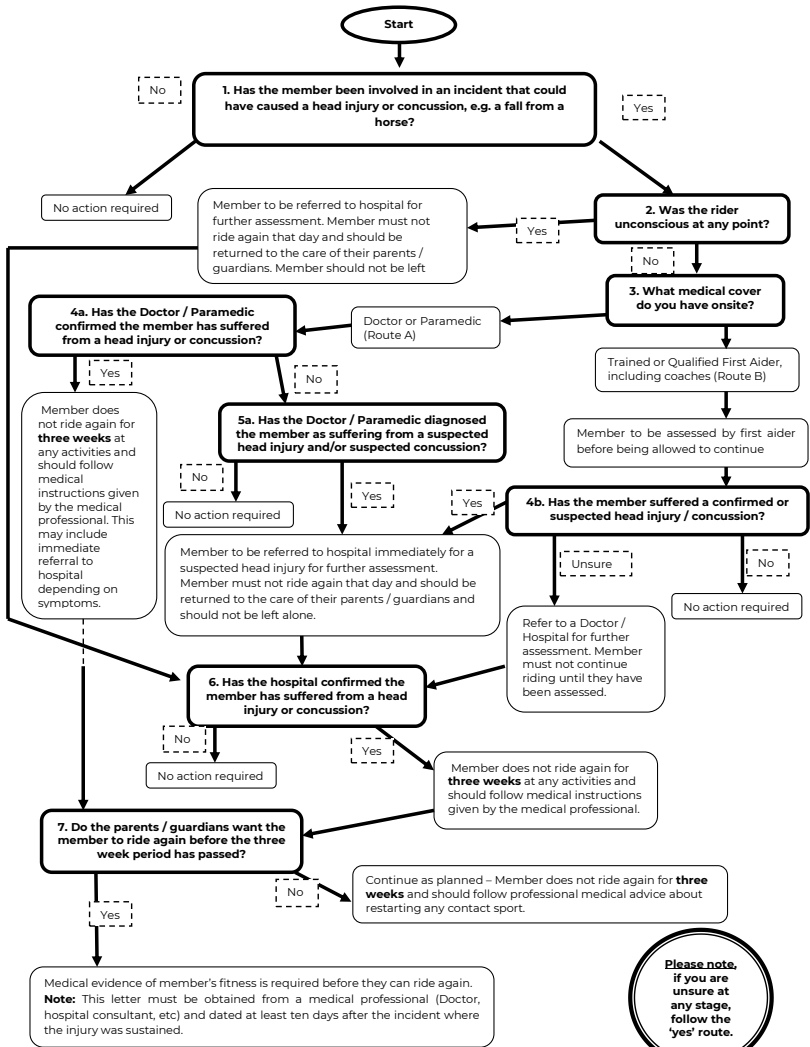 Start
No
1. Has the member been involved in an incident that could
have caused a head injury or concussion, e.g. a fall from a
horse?
Yes
No action required
Member to be referred to hospital for
further assessment. Member must not
ride again that day and should be
returned to the care of their parents /
guardians. Member should not be left
Yes
2. Was the rider
unconscious at any point?
No
3. What medical cover
do you have onsite?
4a. Has the Doctor / Paramedic
confirmed the member has suffered
from a head injury or concussion?
Doctor or Paramedic
(Route A)
Trained or Qualified First Aider,
including coaches (Route B)
Yes
No
Member does
not ride again for
three weeks at
any activities and
should follow
medical
instructions given
by the medical
professional. This
may include
immediate
referral to
hospital
depending on
symptoms.
5a. Has the Doctor / Paramedic diagnosed
the member as suffering from a suspected
head injury and/or suspected concussion?
Member to be assessed by first aider
before being allowed to continue
No
Yes
Yes
No action required
4b. Has the member suffered a confirmed or
suspected head injury / concussion?
Member to be referred to hospital immediately for a
suspected head injury for further assessment.
Member must not ride again that day and should be
returned to the care of their parents / guardians and
should not be left alone.
Unsure
No
No action required
Refer to a Doctor /
Hospital for further
assessment. Member
must not continue
riding until they have
been assessed.
6. Has the hospital confirmed the
member has suffered from a head
injury or concussion?
No
Yes
No action required
Member does not ride again for
three weeks at any activities and
should follow medical instructions
given by the medical professional.
7. Do the parents / guardians want the
member to ride again before the three
week period has passed?
No
Continue as planned – Member does not ride again for three
weeks and should follow professional medical advice about
restarting any contact sport.
Yes
Medical evidence of member's fitness is required before they can ride again.
Note: This letter must be obtained from a medical professional (Doctor,
hospital consultant, etc) and dated at least ten days after the incident where
the injury was sustained.
Please note,
if you are
unsure at
any stage,
follow the
'yes' route.